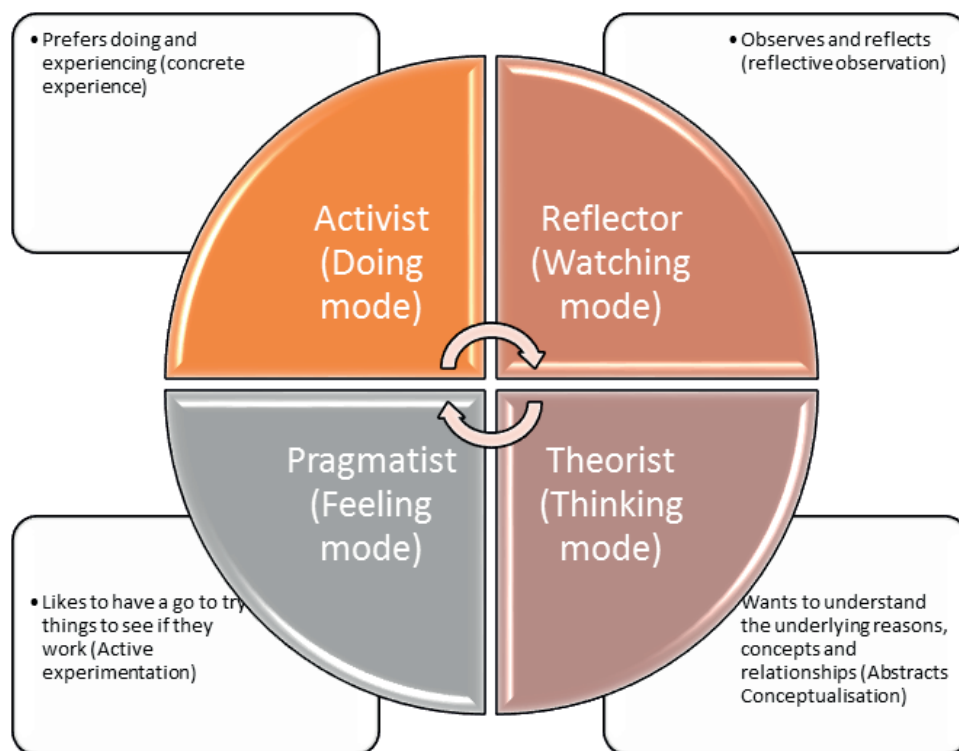 • Prefers doing and
experiencing (concrete
experience)
• Observes and reflects
(reflective observation)
Activist
(Doing
mode)
Reflector
(Watching
mode)
Pragmatist
(Feeling
mode)
Theorist
(Thinking
mode)
• Likes to have a go to try
things to see if they
work (Active
experimentation)
Wants to understand
the underlying reasons,
concepts and
relationships (Abstracts
Conceptualisation)